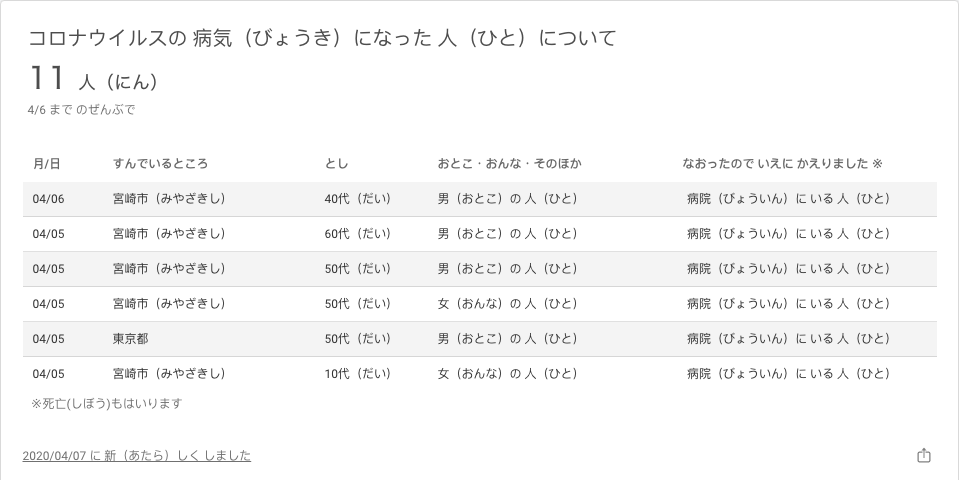 コロナウイルスの 病気（びょうき）になった 人（ひと）について
11 人（にん）
4/6 まで のぜんぶで
月/日 すんでいるところ とし おとこ・おんな・そのほか なおったので いえに かえりました ※
04/06 宮崎市（みやざきし） 40代（だい） 男（おとこ）の 人（ひと） 病院（びょういん）に いる 人（ひと）
04/05 宮崎市（みやざきし） 60代（だい） 男（おとこ）の 人（ひと） 病院（びょういん）に いる 人（ひと）
04/05 宮崎市（みやざきし） 50代（だい） 男（おとこ）の 人（ひと） 病院（びょういん）に いる 人（ひと）
04/05 宮崎市（みやざきし） 50代（だい） 女（おんな）の 人（ひと） 病院（びょういん）に いる 人（ひと）
04/05 東京都 50代（だい） 男（おとこ）の 人（ひと） 病院（びょういん）に いる 人（ひと）
04/05 宮崎市（みやざきし） 10代（だい） 女（おんな）の 人（ひと） 病院（びょういん）に いる 人（ひと）
※死亡(しぼう)もはいります
2020/04/07 に 新（あたら）しく しました